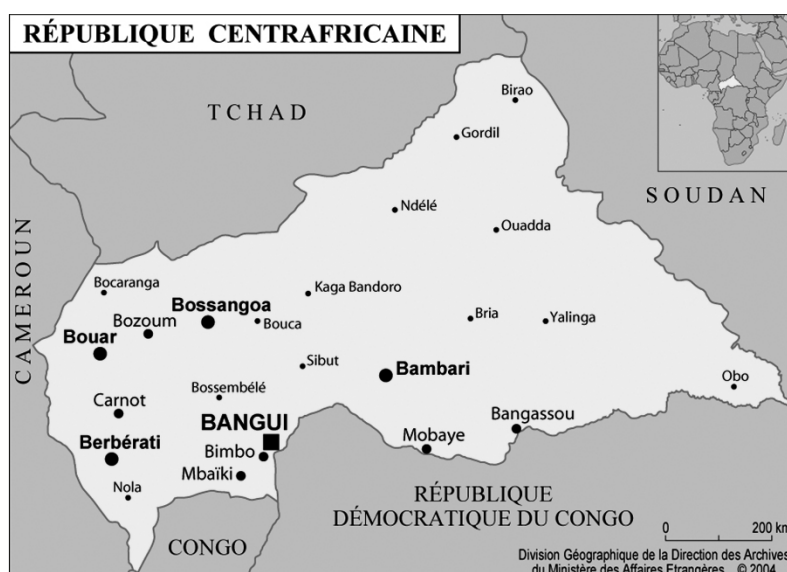 RÉPUBLIQUE CENTRAFRICAINE
TCHAD
Birao
Gordil
SOUDAN
Ndélé
Ouadda
CAMEROUN
Bocaranga
Kaga Bandoro
Bossangoa
Bozoum
Bouca
Bria
Yalinga
Bouar
Sibut
Bambari
Obo
Bossembélé
Carnot
BANGUI
Bangassou
Berbérati
Bimbo
Mobaye
Mbaïki
Nola
RÉPUBLIQUE
DÉMOCRATIQUE DU CONGO
CONGO
0 200 km
Division Géographique de la Direction des Archives
du Ministère des Affaires Etrangères © 2004